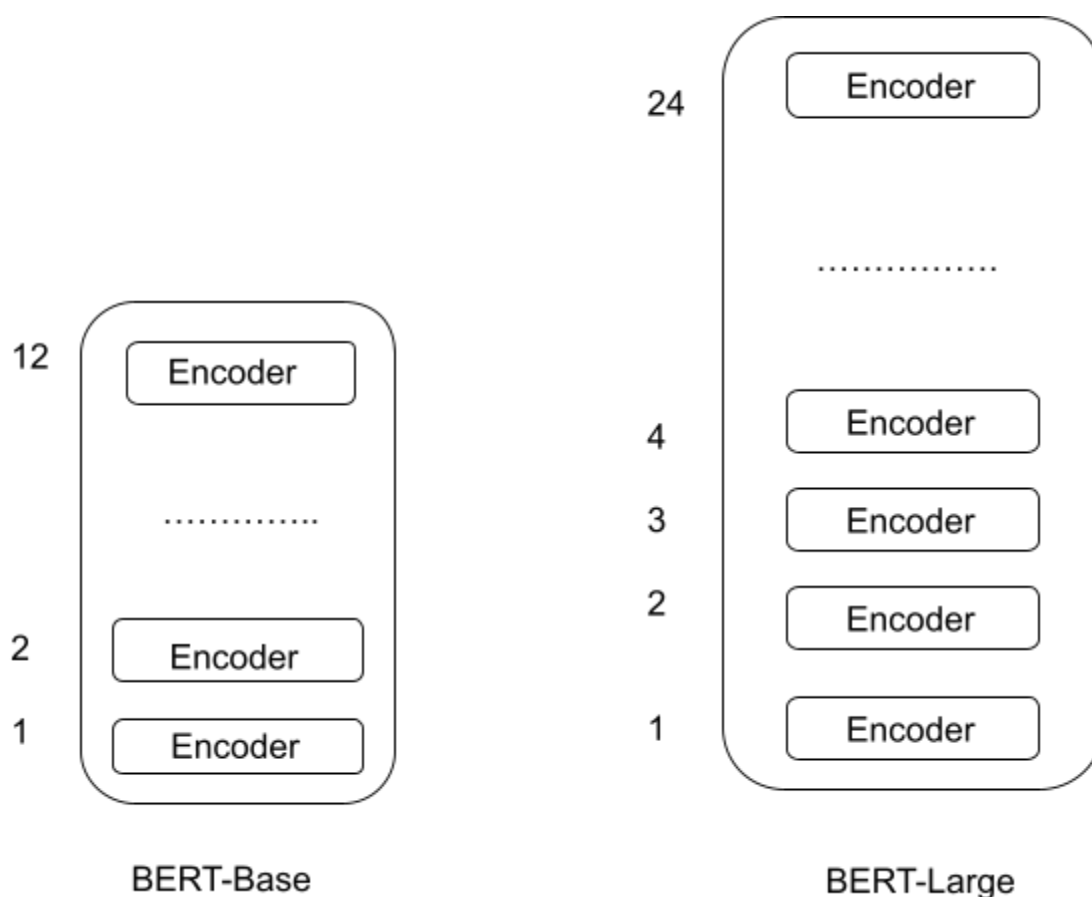 12
Encoder
..............
2
Encoder
1
Encoder
BERT-Base
24
Encoder
................
4
Encoder
3
Encoder
2
Encoder
1
Encoder
BERT-Large